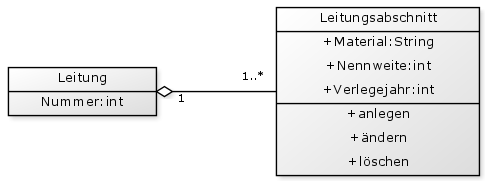 Leitung
Nummer:int
1
1..*
Leitungsabschnitt
+Material:String
+Nennweite:int
+Verlegejahr:int
+anlegen
+ändern
+löschen